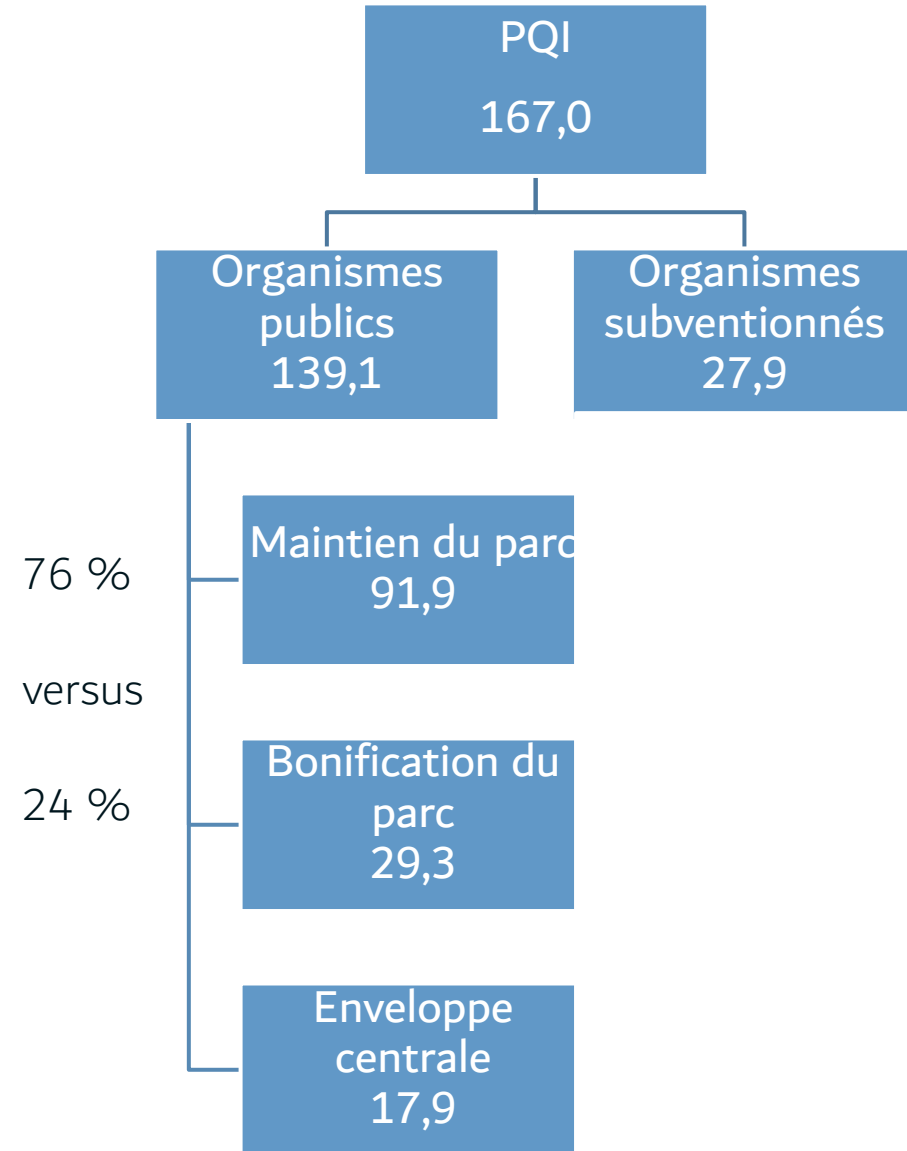 PQI
167,0
Organismes
publics
139,1
Organismes
subventionnés
27,9
76 %
versus
24 %
Maintien du parc
91,9
Bonification du
parc
29,3
Enveloppe
centrale
17,9